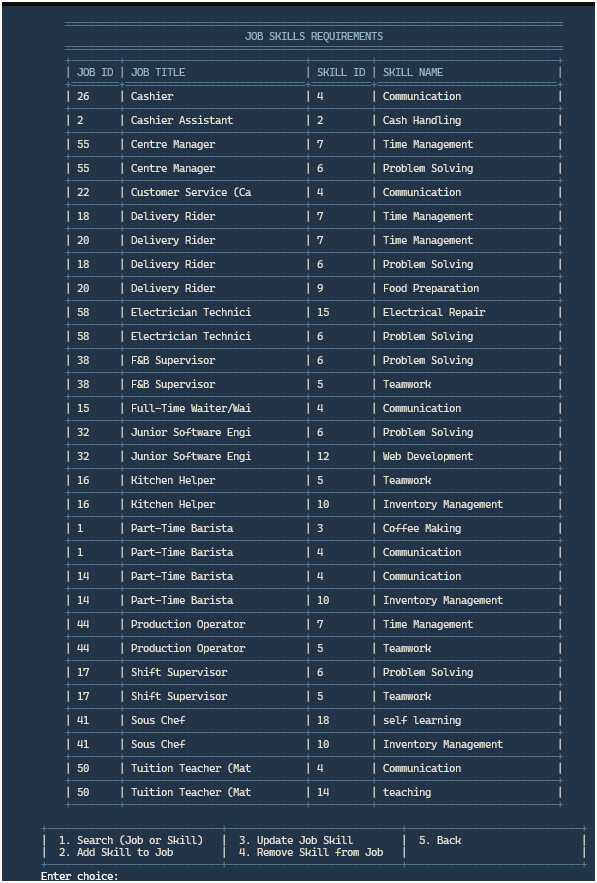 JOB SKILLS REQUIREMENTS
| JOB ID | JOB TITLE | SKILL ID | SKILL NAME |
| 26 | Cashier | 4 | Communication |
| 2 | Cashier Assistant | 2 | Cash Handling |
| 55 | Centre Manager | 7 | Time Management |
| 55 | Centre Manager | 6 | Problem Solving |
| 22 | Customer Service (Ca | 4 | Communication |
| 18 | Delivery Rider | 7 | Time Management |
| 20 | Delivery Rider | 7 | Time Management |
| 18 | Delivery Rider | 6 | Problem Solving |
| 20 | Delivery Rider | 9 | Food Preparation |
| 58 | Electrician Technici | 15 | Electrical Repair |
| 58 | Electrician Technici | 6 | Problem Solving |
| 38 | F&B Supervisor | 6 | Problem Solving |
| 38 | F&B Supervisor | 5 | Teamwork |
| 15 | Full-Time Waiter/Wai | 4 | Communication |
| 32 | Junior Software Engi | 6 | Problem Solving |
| 32 | Junior Software Engi | 12 | Web Development |
| 16 | Kitchen Helper | 5 | Teamwork |
| 16 | Kitchen Helper | 10 | Inventory Management |
| 1 | Part-Time Barista | 3 | Coffee Making |
| 1 | Part-Time Barista | 4 | Communication |
| 14 | Part-Time Barista | 4 | Communication |
| 14 | Part-Time Barista | 10 | Inventory Management |
| 44 | Production Operator | 7 | Time Management |
| 44 | Production Operator | 5 | Teamwork |
| 17 | Shift Supervisor | 6 | Problem Solving |
| 17 | Shift Supervisor | 5 | Teamwork |
| 41 | Sous Chef | 18 | self learning |
| 41 | Sous Chef | 10 | Inventory Management |
| 50 | Tuition Teacher (Mat | 4 | Communication |
| 50 | Tuition Teacher (Mat | 14 | teaching |
| 1. Search (Job or Skill) | 3. Update Job Skill | 5. Back |
| 2. Add Skill to Job | 4. Remove Skill from Job | |
Enter choice: